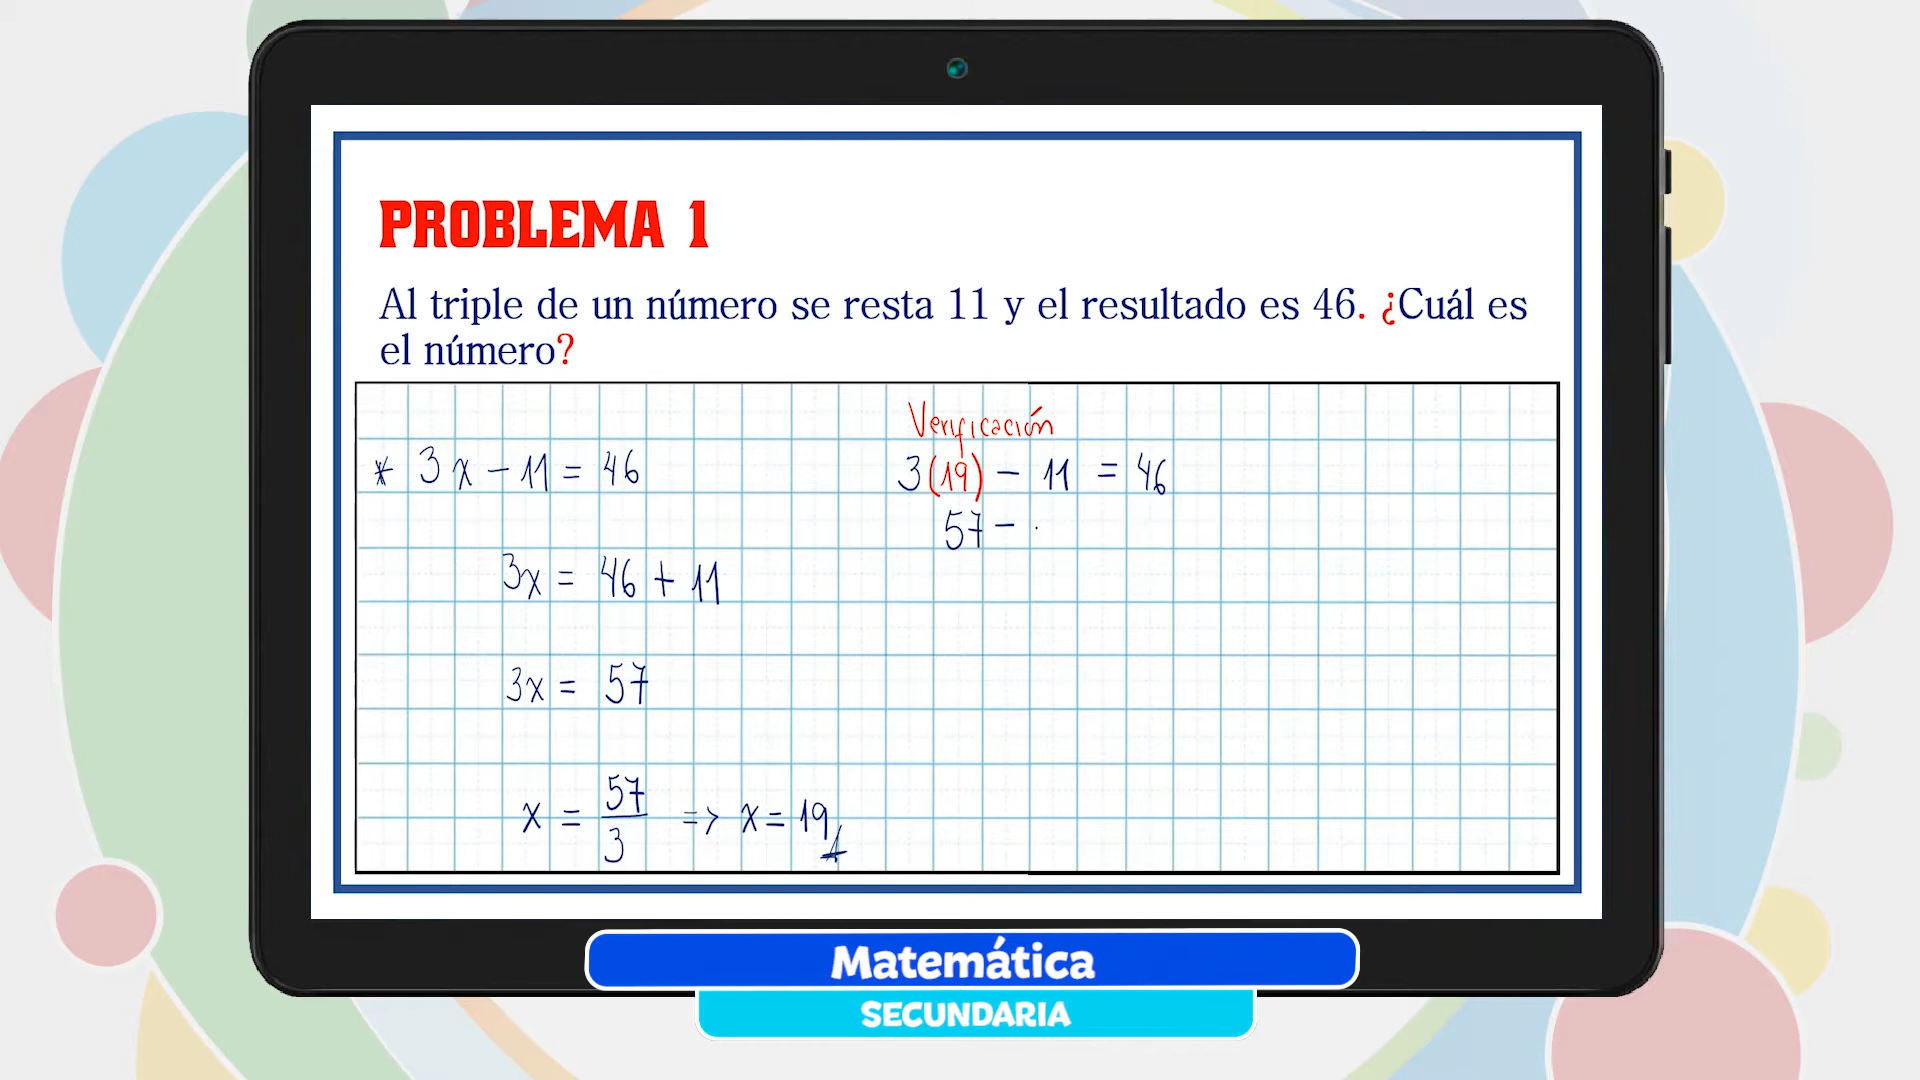 PROBLEMA 1
Al triple de un número se resta 11 y el resultado es 46. ¿Cuál es
el número?
* 3x - 11 = 46
3x = 46 + 11
3x = 57
x = 57/3 => x = 19
Verificación
3(19) - 11 = 46
57 -
Matemática
SECUNDARIA